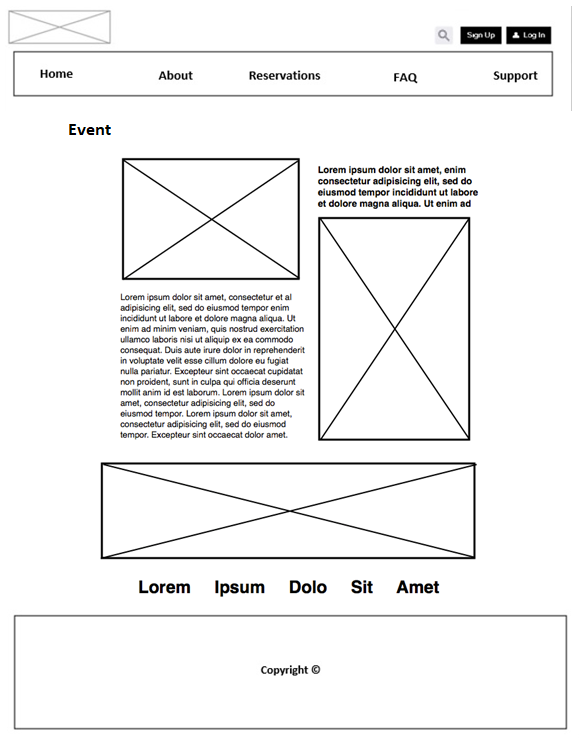 Sign Up
Log In
Home About Reservations FAQ Support
Event
Lorem ipsum dolor sit amet, enim
consectetur adipisicing elit, sed do
eiusmod tempor incididunt ut labore
et dolore magna aliqua. Ut enim ad
Lorem ipsum dolor sit amet, consectetur et al
adipisicing elit, sed do eiusmod tempor enim
incididunt ut labore et dolore magna aliqua. Ut
enim ad minim veniam, quis nostrud exercitation
ullamco laboris nisi ut aliquip ex ea commodo
consequat. Duis aute irure dolor in reprehenderit
in voluptate velit esse cillum dolore eu fugiat
nulla pariatur. Excepteur sint occaecat cupidatat
non proident, sunt in culpa qui officia deserunt
mollit anim id est laborum. Lorem ipsum dolor sit
amet, consectetur adipisicing elit, sed do
eiusmod tempor. Lorem ipsum dolor sit amet,
consectetur adipisicing elit, sed do eiusmod
tempor. Excepteur sint occaecat dolor amet.
Lorem Ipsum Dolo Sit Amet
Copyright ©